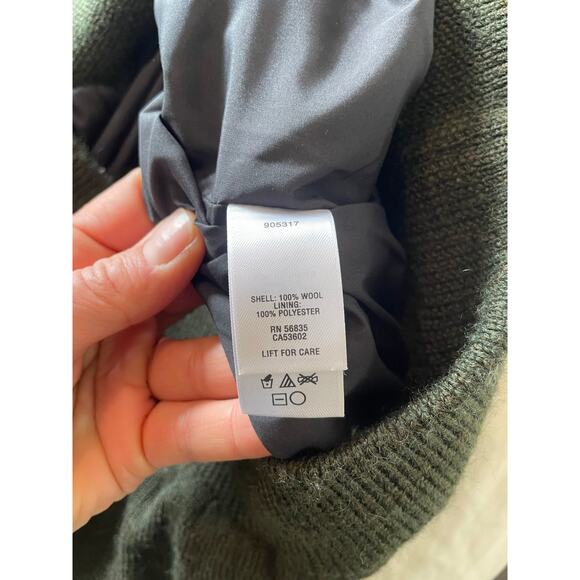 905317
SHELL: 100% WOOL
LINING:
100% POLYESTER
RN 56835
CA53602
LIFT FOR CARE